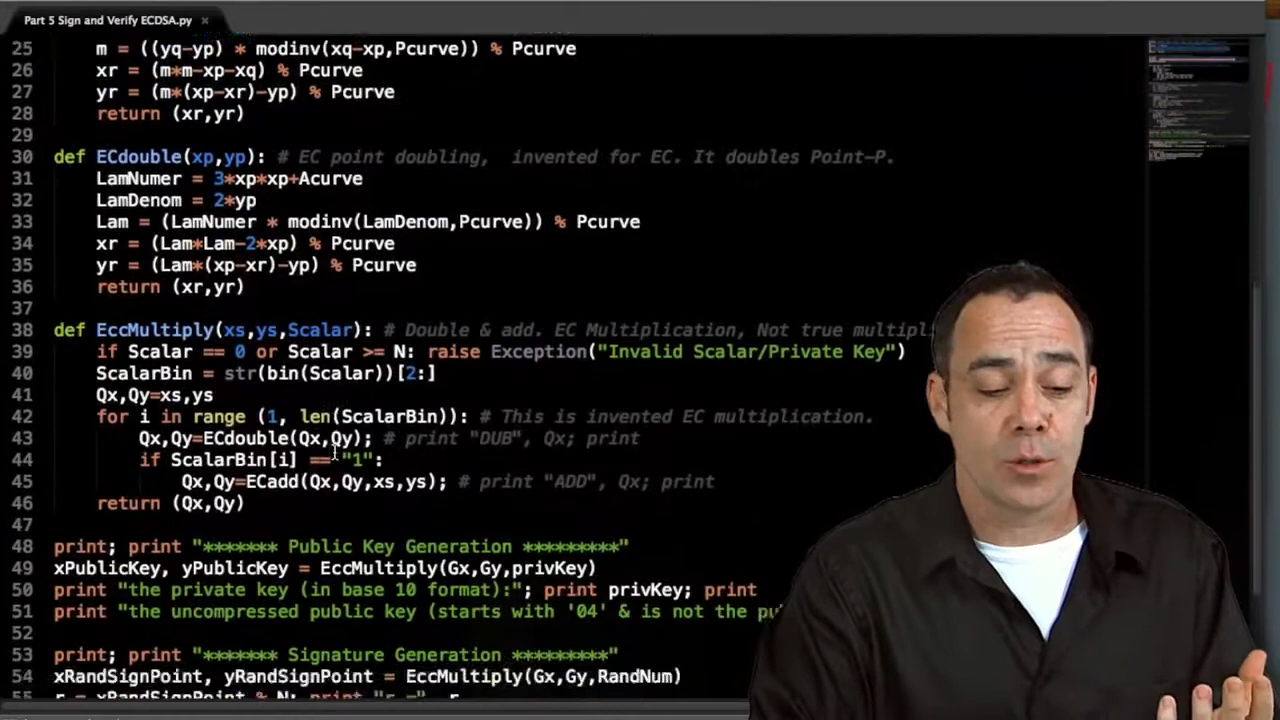 Part 5 Sign and Verify ECDSA.py ×
25 m = ((yq-yp) * modinv(xq-xp,Pcurve)) % Pcurve
26 xr = (m*m-xp-xq) % Pcurve
27 yr = (m*(xp-xr)-yp) % Pcurve
28 return (xr,yr)
29
30 def ECdouble(xp,yp): # EC point doubling,  invented for EC. It doubles Point-P.
31 LamNumer = 3*xp*xp+Acurve
32 LamDenom = 2*yp
33 Lam = (LamNumer * modinv(LamDenom,Pcurve)) % Pcurve
34 xr = (Lam*Lam-2*xp) % Pcurve
35 yr = (Lam*(xp-xr)-yp) % Pcurve
36 return (xr,yr)
37
38 def EccMultiply(xs,ys,Scalar): # Double & add. EC Multiplication, Not true multipl
39 if Scalar == 0 or Scalar >= N: raise Exception("Invalid Scalar/Private Key")
40 ScalarBin = str(bin(Scalar))[2:]
41 Qx,Qy=xs,ys
42 for i in range (1, len(ScalarBin)): # This is invented EC multiplication.
43 Qx,Qy=ECdouble(Qx,Qy); # print "DUB", Qx; print
44 if ScalarBin[i] == "1":
45 Qx,Qy=ECadd(Qx,Qy,xs,ys); # print "ADD", Qx; print
46 return (Qx,Qy)
47
48 print; print "******* Public Key Generation *********"
49 xPublicKey, yPublicKey = EccMultiply(Gx,Gy,privKey)
50 print "the private key (in base 10 format):"; print privKey; print
51 print "the uncompressed public key (starts with '04' & is not the pu
52
53 print; print "******* Signature Generation *********"
54 xRandSignPoint, yRandSignPoint = EccMultiply(Gx,Gy,RandNum)
55 r = xRandSignPoint % N; print "r =", r